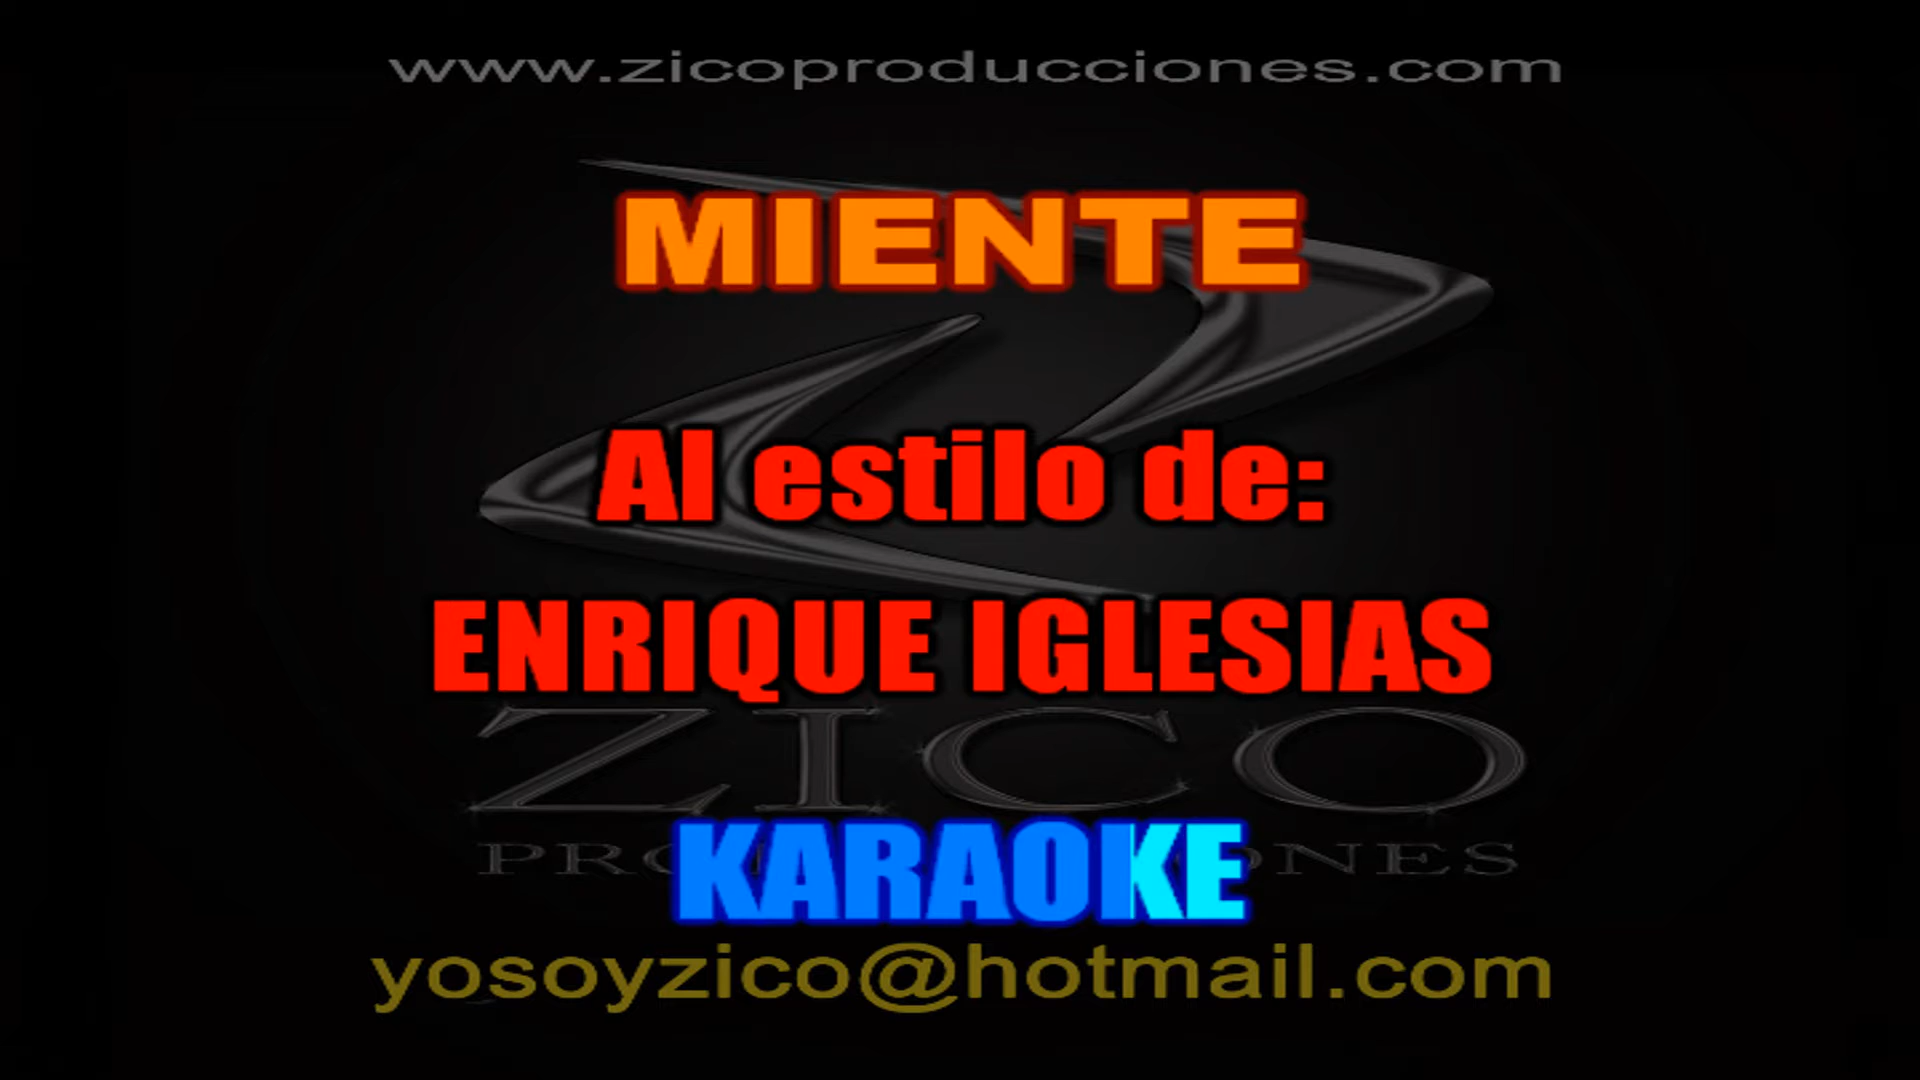 www.zicoproducciones.com
MIENTE
Al estilo de:
ENRIQUE IGLESIAS
ZICO
KARAOKE
yosoyzico@hotmail.com